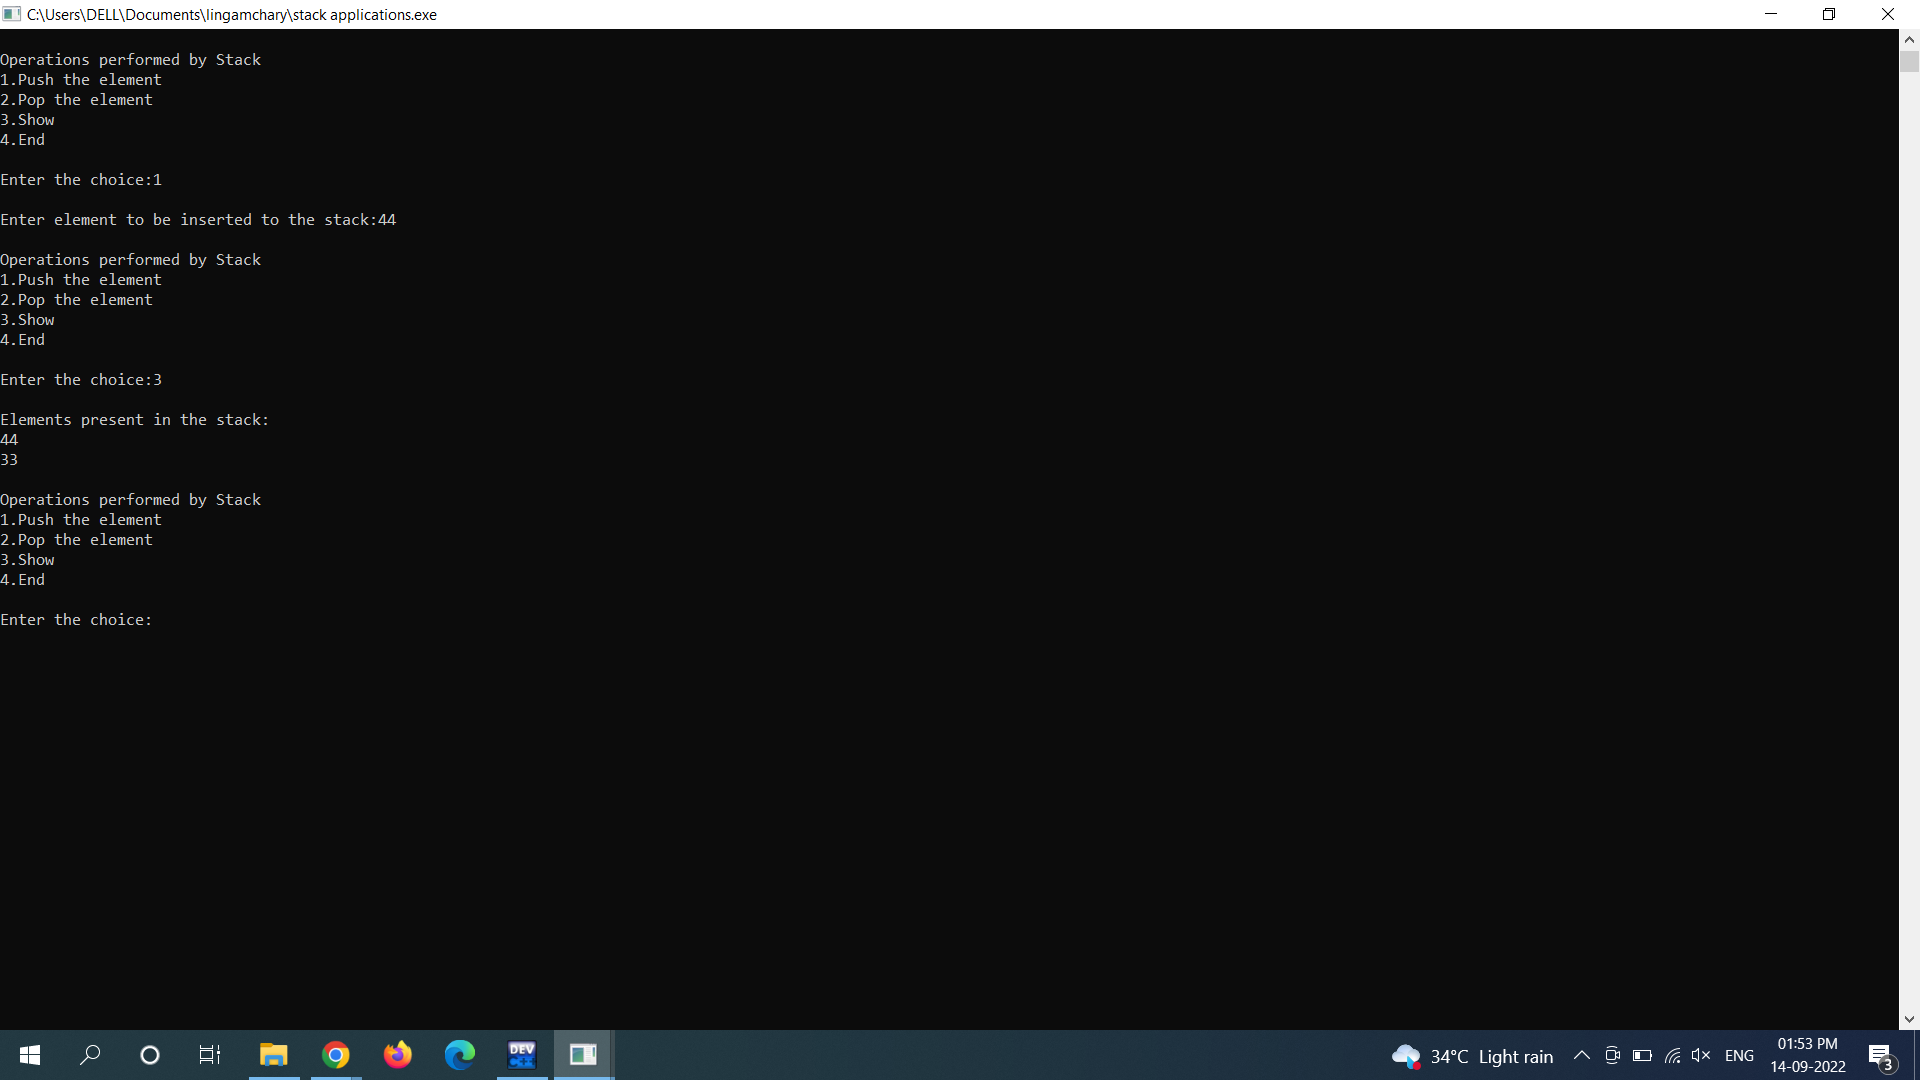 C:\Users\DELL\Documents\lingamchary\stack applications.exe
Operations performed by Stack
1.Push the element
2.Pop the element
3.Show
4.End
Enter the choice:1
Enter element to be inserted to the stack:44
Operations performed by Stack
1.Push the element
2.Pop the element
3.Show
4.End
Enter the choice:3
Elements present in the stack:
44
33
Operations performed by Stack
1.Push the element
2.Pop the element
3.Show
4.End
Enter the choice:
DEV
C++
34°C Light rain
ENG
01:53 PM
14-09-2022
3